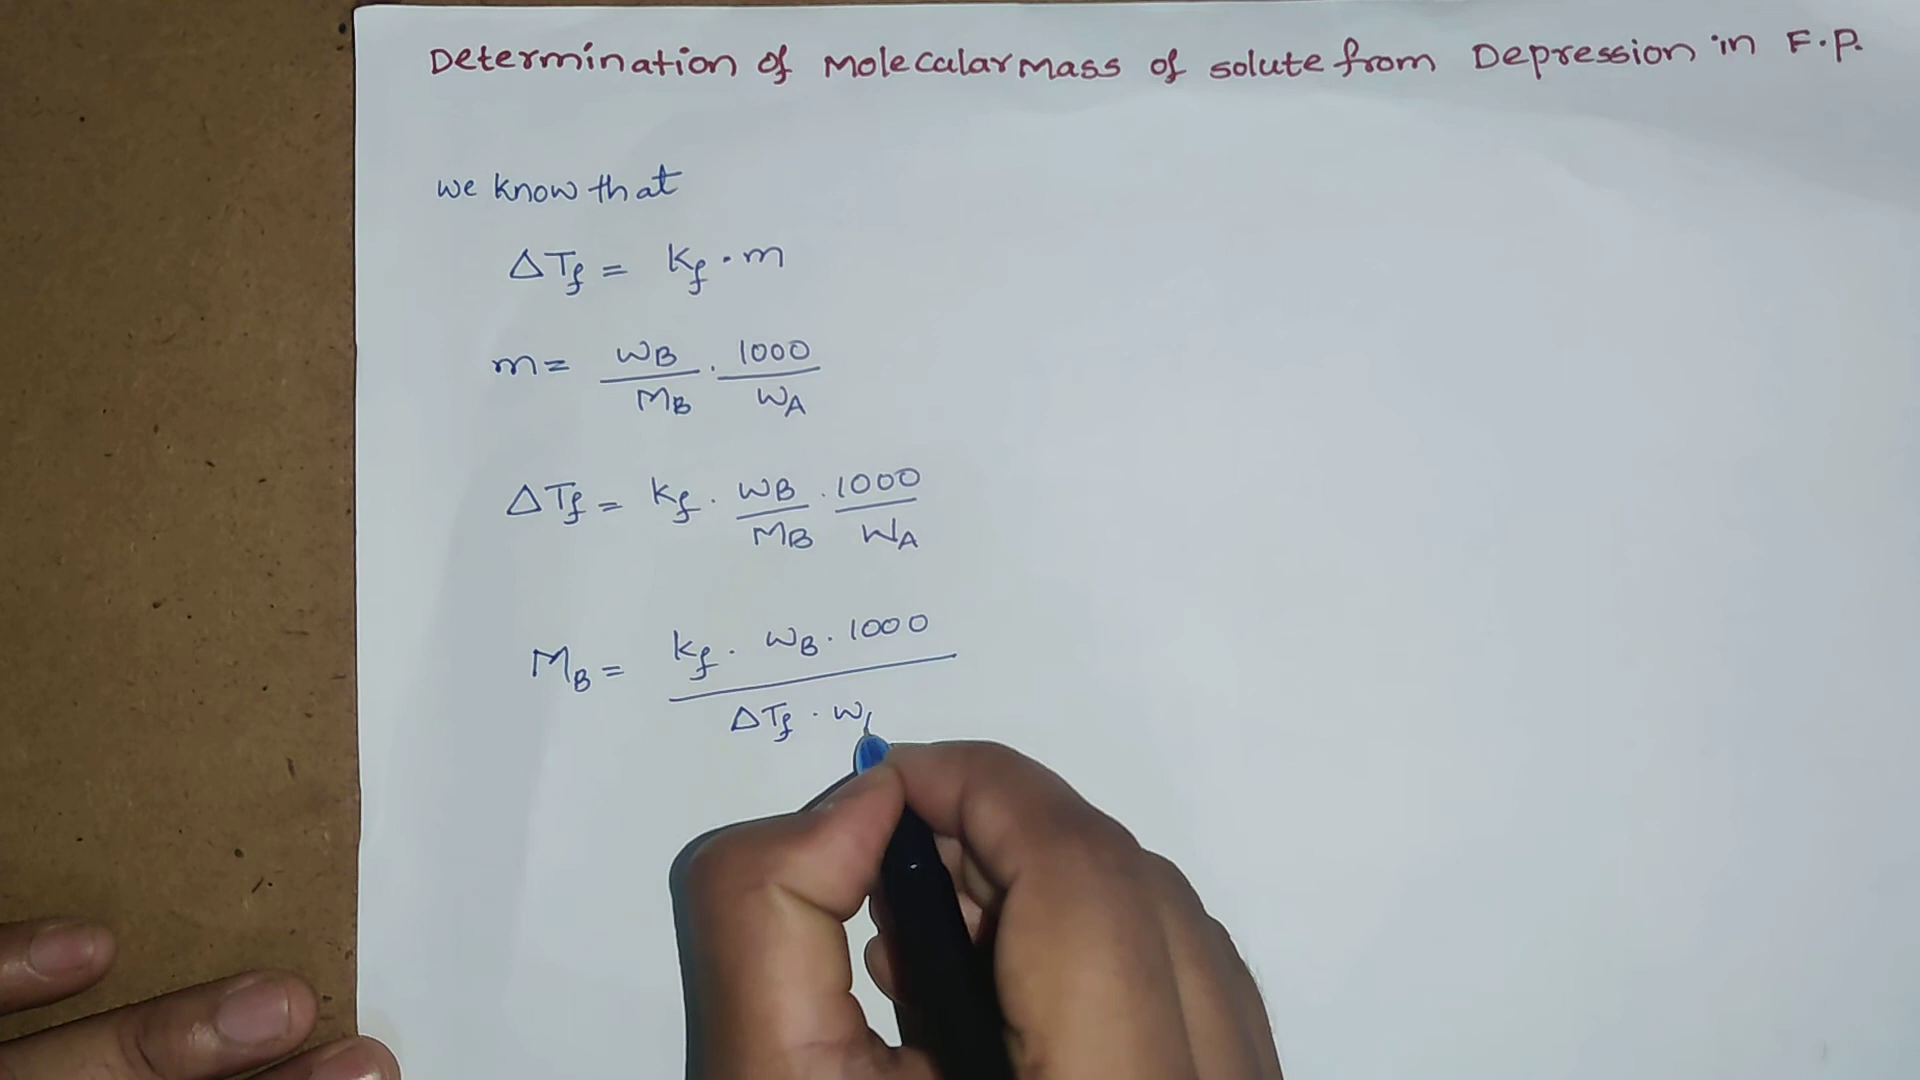 Determination of Molecular Mass of solute from Depression in F.P.
we know that
ΔTf = Kf . m
m = WB / MB . 1000 / WA
ΔTf = Kf . WB / MB . 1000 / WA
MB = Kf . WB . 1000 / ΔTf . W